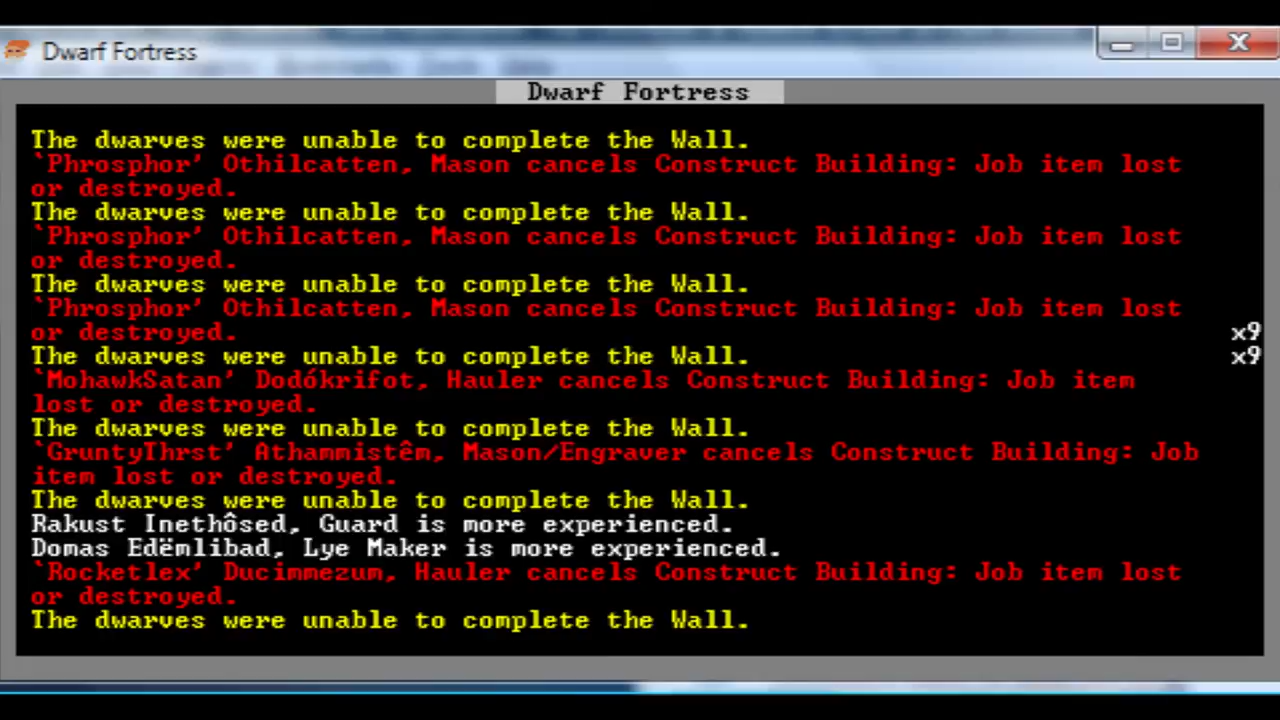 Dwarf Fortress
Dwarf Fortress
The dwarves were unable to complete the Wall.
`Phrosphor' Othilcatten, Mason cancels Construct Building: Job item lost
or destroyed.
The dwarves were unable to complete the Wall.
`Phrosphor' Othilcatten, Mason cancels Construct Building: Job item lost
or destroyed.
The dwarves were unable to complete the Wall.
`Phrosphor' Othilcatten, Mason cancels Construct Building: Job item lost
or destroyed. x9
The dwarves were unable to complete the Wall. x9
`MohawkSatan' Dodókrifot, Hauler cancels Construct Building: Job item
lost or destroyed.
The dwarves were unable to complete the Wall.
`GruntyThrst' Athammistêm, Mason/Engraver cancels Construct Building: Job
item lost or destroyed.
The dwarves were unable to complete the Wall.
Rakust Inethôsed, Guard is more experienced.
Domas Edëmlibad, Lye Maker is more experienced.
`Rocketlex' Ducimmezum, Hauler cancels Construct Building: Job item lost
or destroyed.
The dwarves were unable to complete the Wall.